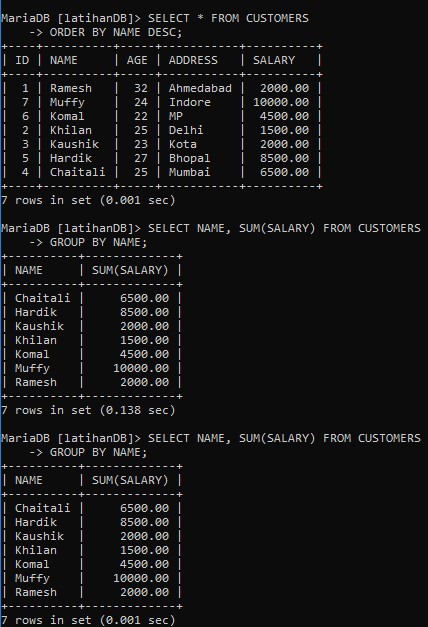 MariaDB [latihanDB]> SELECT * FROM CUSTOMERS
    -> ORDER BY NAME DESC;
+----+----------+-----+-----------+----------+
| ID | NAME     | AGE | ADDRESS   | SALARY   |
+----+----------+-----+-----------+----------+
|  1 | Ramesh   |  32 | Ahmedabad |  2000.00 |
|  7 | Muffy    |  24 | Indore    | 10000.00 |
|  6 | Komal    |  22 | MP        |  4500.00 |
|  2 | Khilan   |  25 | Delhi     |  1500.00 |
|  3 | Kaushik  |  23 | Kota      |  2000.00 |
|  5 | Hardik   |  27 | Bhopal    |  8500.00 |
|  4 | Chaitali |  25 | Mumbai    |  6500.00 |
+----+----------+-----+-----------+----------+
7 rows in set (0.001 sec)

MariaDB [latihanDB]> SELECT NAME, SUM(SALARY) FROM CUSTOMERS
    -> GROUP BY NAME;
+----------+-------------+
| NAME     | SUM(SALARY) |
+----------+-------------+
| Chaitali |     6500.00 |
| Hardik   |     8500.00 |
| Kaushik  |     2000.00 |
| Khilan   |     1500.00 |
| Komal    |     4500.00 |
| Muffy    |    10000.00 |
| Ramesh   |     2000.00 |
+----------+-------------+
7 rows in set (0.138 sec)

MariaDB [latihanDB]> SELECT NAME, SUM(SALARY) FROM CUSTOMERS
    -> GROUP BY NAME;
+----------+-------------+
| NAME     | SUM(SALARY) |
+----------+-------------+
| Chaitali |     6500.00 |
| Hardik   |     8500.00 |
| Kaushik  |     2000.00 |
| Khilan   |     1500.00 |
| Komal    |     4500.00 |
| Muffy    |    10000.00 |
| Ramesh   |     2000.00 |
+----------+-------------+
7 rows in set (0.001 sec)